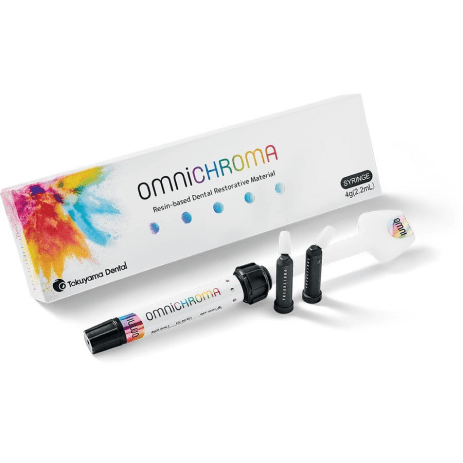 OMNICHROMA
Resin-based Dental Restorative Material
SYRINGE
4g(2.2mL)
Tokuyama Dental
OMNICHROMA